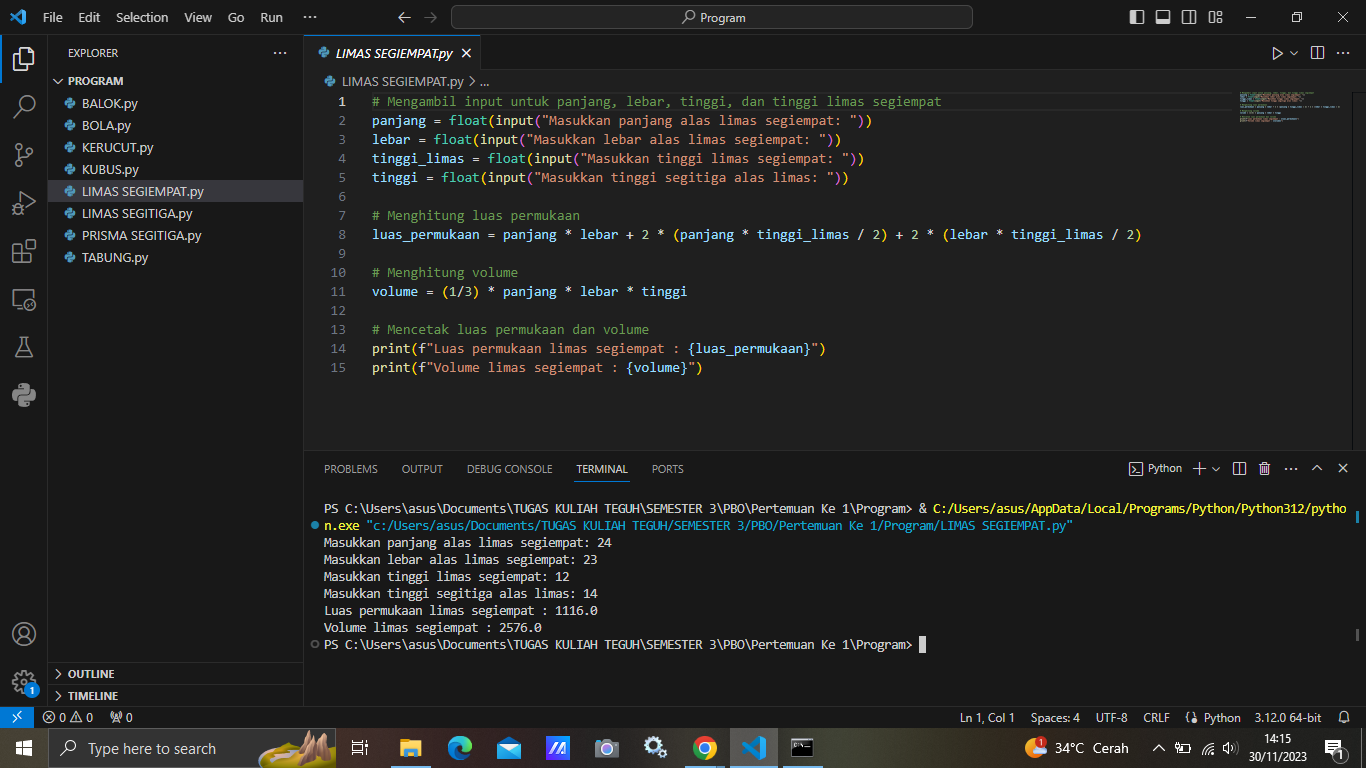 File Edit Selection View Go Run ···
Program
EXPLORER ···
PROGRAM
BALOK.py
BOLA.py
KERUCUT.py
KUBUS.py
LIMAS SEGIEMPAT.py
LIMAS SEGITIGA.py
PRISMA SEGITIGA.py
TABUNG.py
OUTLINE
TIMELINE
LIMAS SEGIEMPAT.py
LIMAS SEGIEMPAT.py > ...
1 # Mengambil input untuk panjang, lebar, tinggi, dan tinggi limas segiempat
2 panjang = float(input("Masukkan panjang alas limas segiempat: "))
3 lebar = float(input("Masukkan lebar alas limas segiempat: "))
4 tinggi_limas = float(input("Masukkan tinggi limas segiempat: "))
5 tinggi = float(input("Masukkan tinggi segitiga alas limas: "))
6
7 # Menghitung luas permukaan
8 luas_permukaan = panjang * lebar + 2 * (panjang * tinggi_limas / 2) + 2 * (lebar * tinggi_limas / 2)
9
10 # Menghitung volume
11 volume = (1/3) * panjang * lebar * tinggi
12
13 # Mencetak luas permukaan dan volume
14 print(f"Luas permukaan limas segiempat : {luas_permukaan}")
15 print(f"Volume limas segiempat : {volume}")
PROBLEMS OUTPUT DEBUG CONSOLE TERMINAL PORTS
Python
PS C:\Users\asus\Documents\TUGAS KULIAH TEGUH\SEMESTER 3\PBO\Pertemuan Ke 1\Program> & C:/Users/asus/AppData/Local/Programs/Python/Python312/pytho
n.exe "c:/Users/asus/Documents/TUGAS KULIAH TEGUH/SEMESTER 3/PBO/Pertemuan Ke 1/Program/LIMAS SEGIEMPAT.py"
Masukkan panjang alas limas segiempat: 24
Masukkan lebar alas limas segiempat: 23
Masukkan tinggi limas segiempat: 12
Masukkan tinggi segitiga alas limas: 14
Luas permukaan limas segiempat : 1116.0
Volume limas segiempat : 2576.0
PS C:\Users\asus\Documents\TUGAS KULIAH TEGUH\SEMESTER 3\PBO\Pertemuan Ke 1\Program>
1
0 0 0 Ln 1, Col 1 Spaces: 4 UTF-8 CRLF Python 3.12.0 64-bit
Type here to search
1 34°C Cerah
14:15
30/11/2023
1